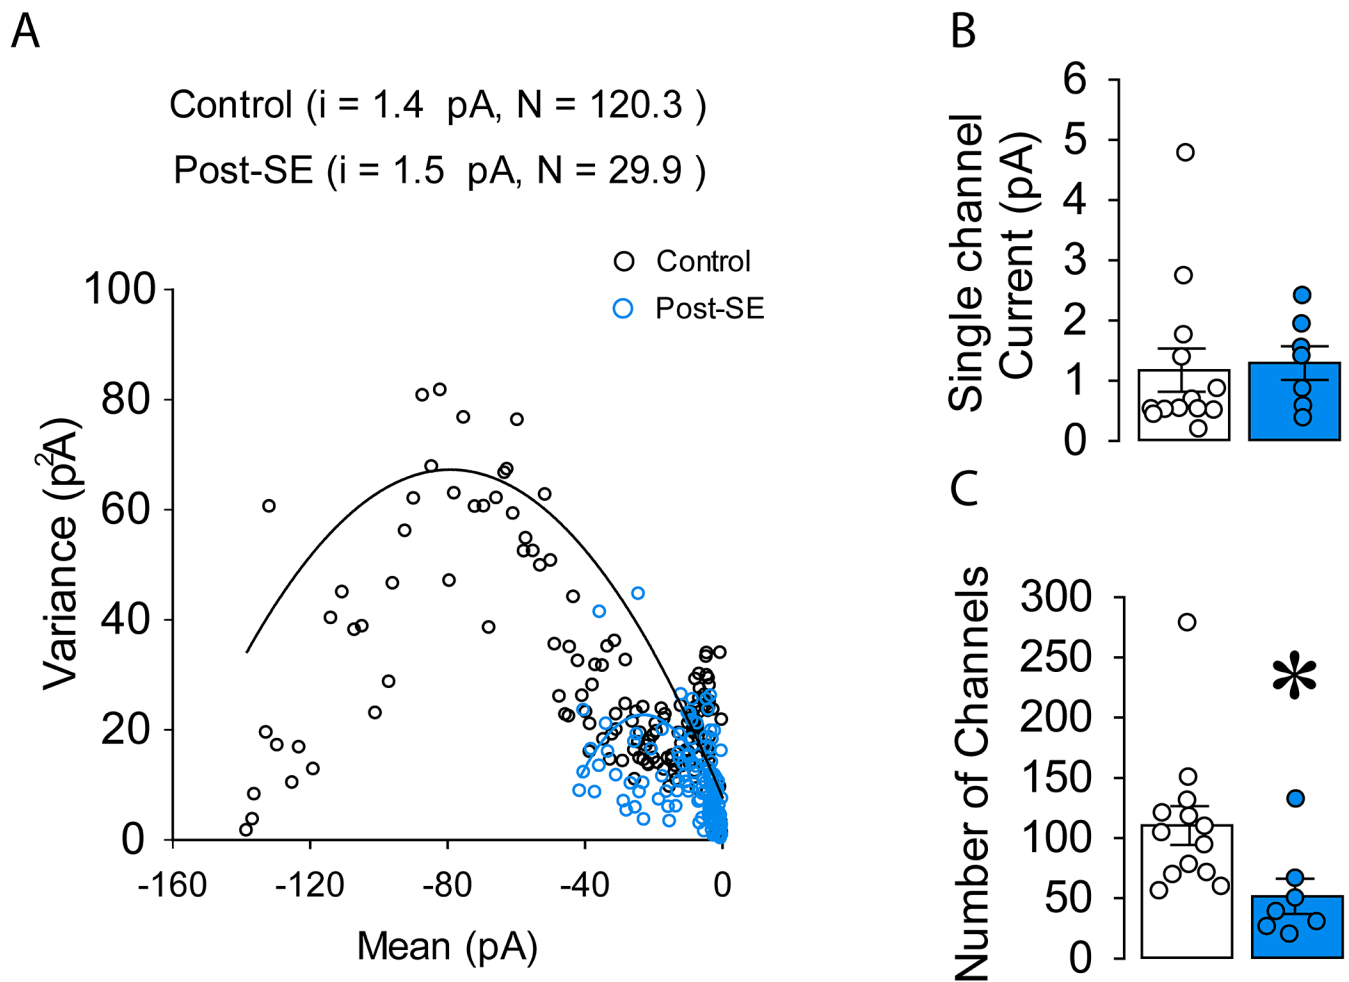 A
Control (i = 1.4 pA, N = 120.3 )
Post-SE (i = 1.5 pA, N = 29.9 )
Control
Post-SE
100
80
60
40
20
0
Variance (p²A)
-160 -120 -80 -40 0
Mean (pA)
B
6
5
4
3
2
1
0
Single channel
Current (pA)
C
300
250
200
150
100
50
0
Number of Channels
*